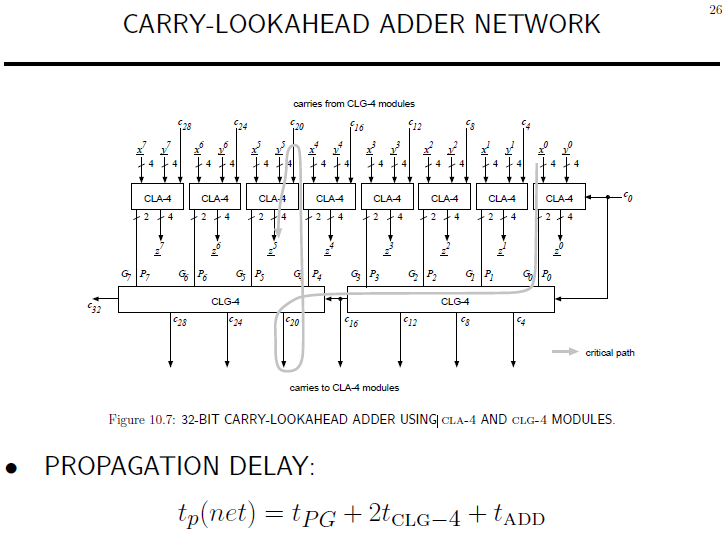 26
CARRY-LOOKAHEAD ADDER NETWORK
carries from CLG-4 modules
c28 c24 c20 c16 c12 c8 c4
x7 y7 x6 y6 x5 y5 x4 y4 x3 y3 x2 y2 x1 y1 x0 y0
4 4 4 4 4 4 4 4 4 4 4 4 4 4 4 4
CLA-4 CLA-4 CLA-4 CLA-4 CLA-4 CLA-4 CLA-4 CLA-4 c0
2 4 2 4 2 4 2 4 2 4 2 4 2 4 2 4
z7 z6 z5 z4 z3 z2 z1 z0
G7 P7 G6 P6 G5 P5 P4 G3 P3 G2 P2 G1 P1 G0 P0
CLG-4 CLG-4
c32
c28 c24 c20 c16 c12 c8 c4
critical path
carries to CLA-4 modules
Figure 10.7: 32-BIT CARRY-LOOKAHEAD ADDER USING CLA-4 AND CLG-4 MODULES.
• PROPAGATION DELAY:
tp(net) = tPG + 2tCLG−4 + tADD